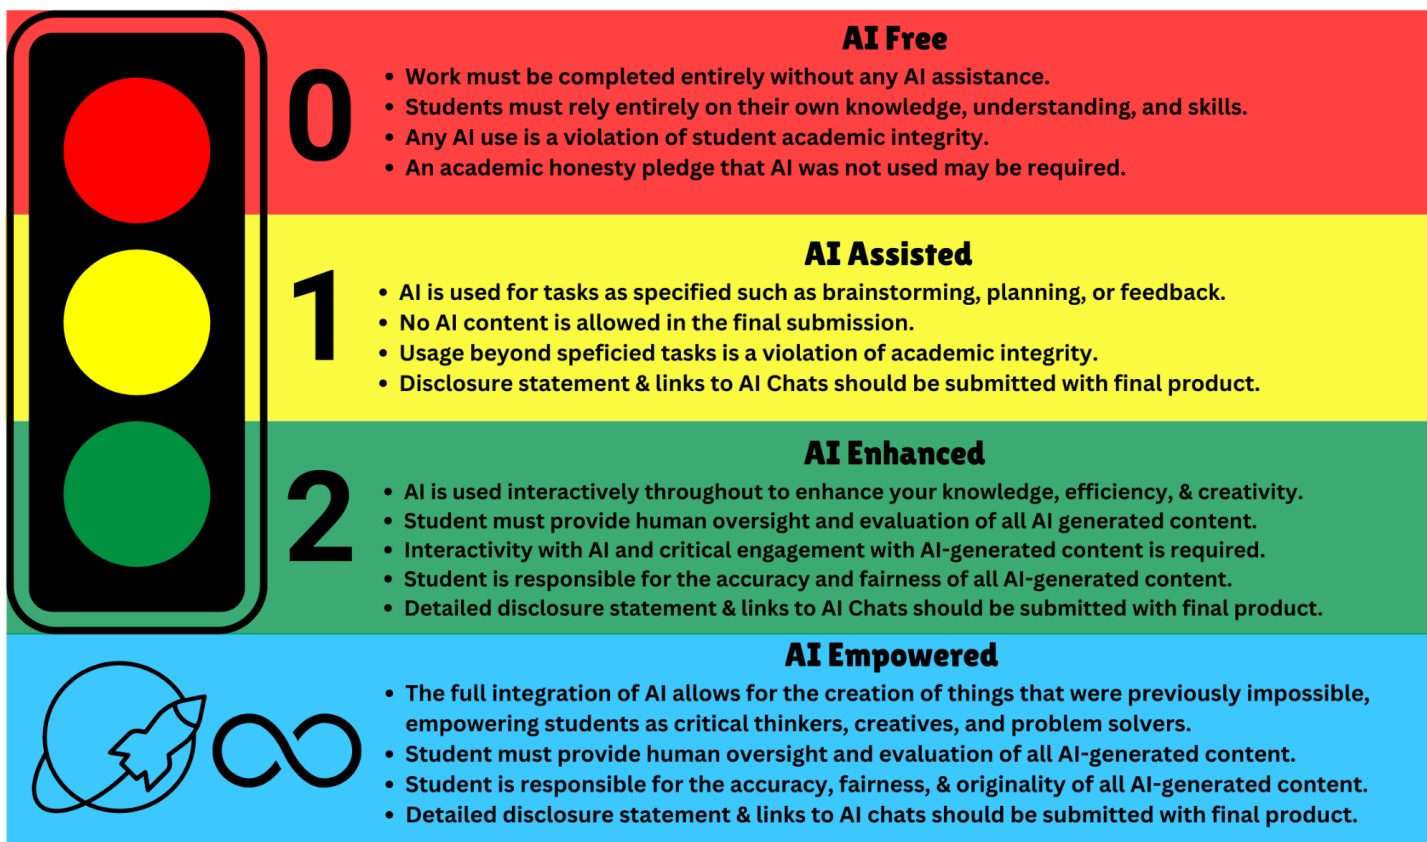 AI Free
0
• Work must be completed entirely without any AI assistance.
• Students must rely entirely on their own knowledge, understanding, and skills.
• Any AI use is a violation of student academic integrity.
• An academic honesty pledge that AI was not used may be required.
AI Assisted
1
• AI is used for tasks as specified such as brainstorming, planning, or feedback.
• No AI content is allowed in the final submission.
• Usage beyond speficied tasks is a violation of academic integrity.
• Disclosure statement & links to AI Chats should be submitted with final product.
AI Enhanced
2
• AI is used interactively throughout to enhance your knowledge, efficiency, & creativity.
• Student must provide human oversight and evaluation of all AI generated content.
• Interactivity with AI and critical engagement with AI-generated content is required.
• Student is responsible for the accuracy and fairness of all AI-generated content.
• Detailed disclosure statement & links to AI Chats should be submitted with final product.
AI Empowered
∞
• The full integration of AI allows for the creation of things that were previously impossible,
empowering students as critical thinkers, creatives, and problem solvers.
• Student must provide human oversight and evaluation of all AI-generated content.
• Student is responsible for the accuracy, fairness, & originality of all AI-generated content.
• Detailed disclosure statement & links to AI chats should be submitted with final product.